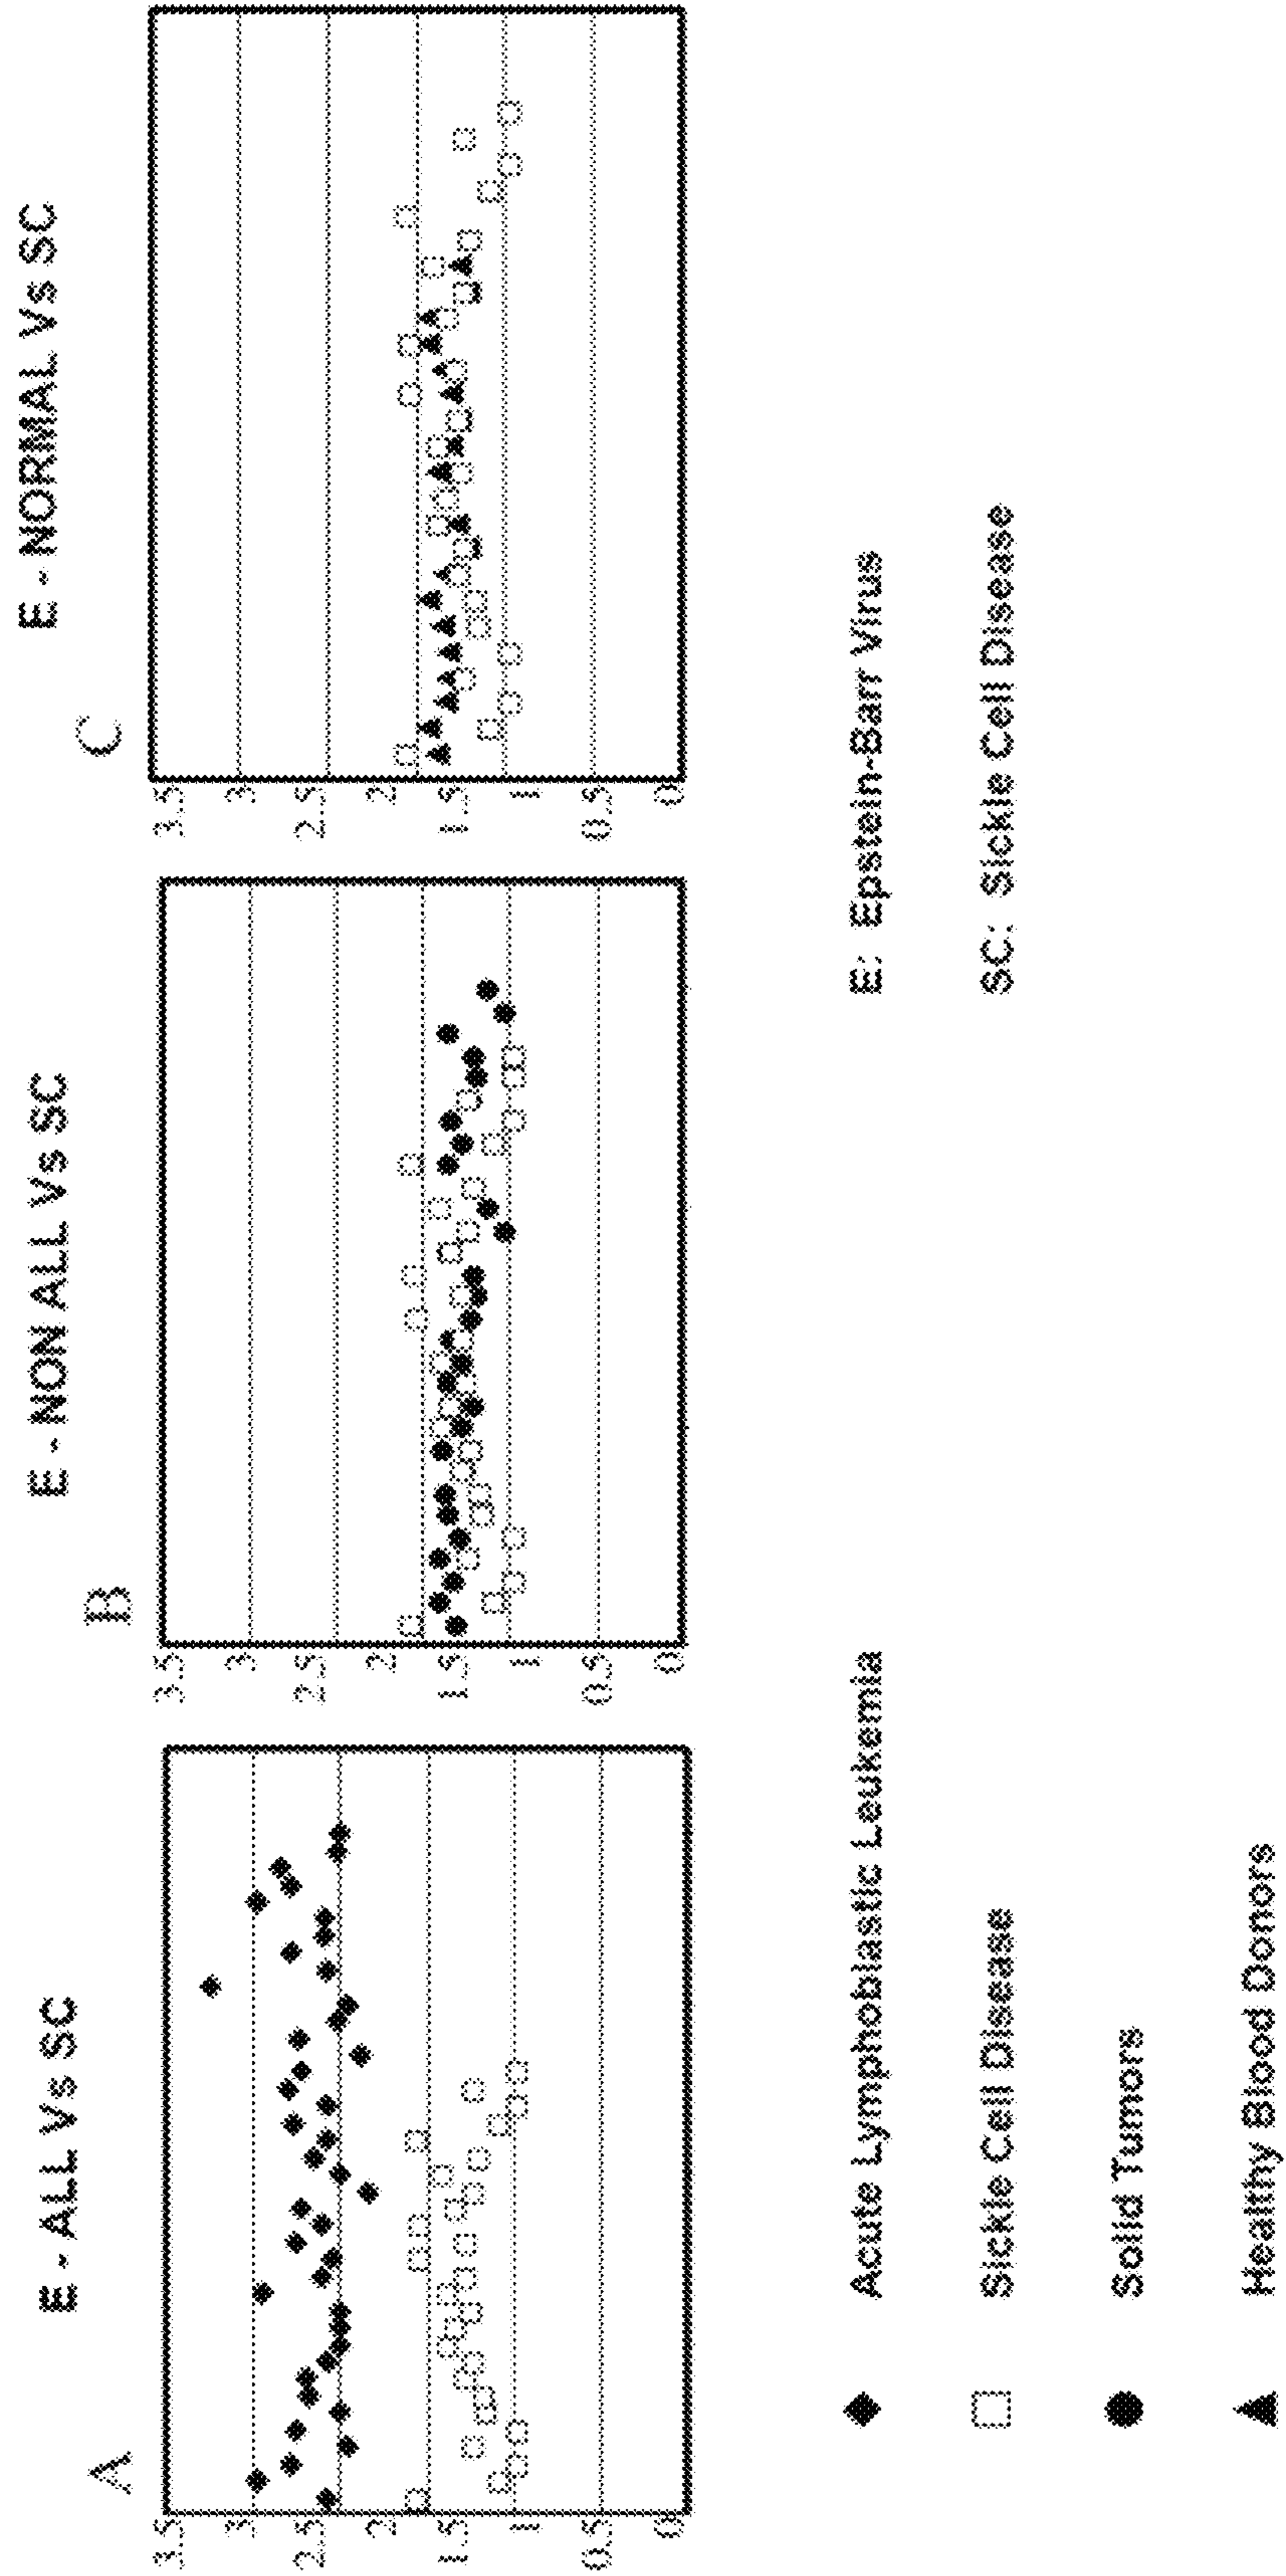 E - ALL Vs SC
A
3.5
3
2.5
2
1.5
1
0.5
0
E - NON ALL Vs SC
B
3.5
3
2.5
2
1.5
1
0.5
0
E - NORMAL Vs SC
C
3.5
3
2.5
2
1.5
1
0.5
0
Acute Lymphoblastic Leukemia
Sickle Cell Disease
Solid Tumors
Healthy Blood Donors
E: Epstein-Barr Virus
SC: Sickle Cell Disease